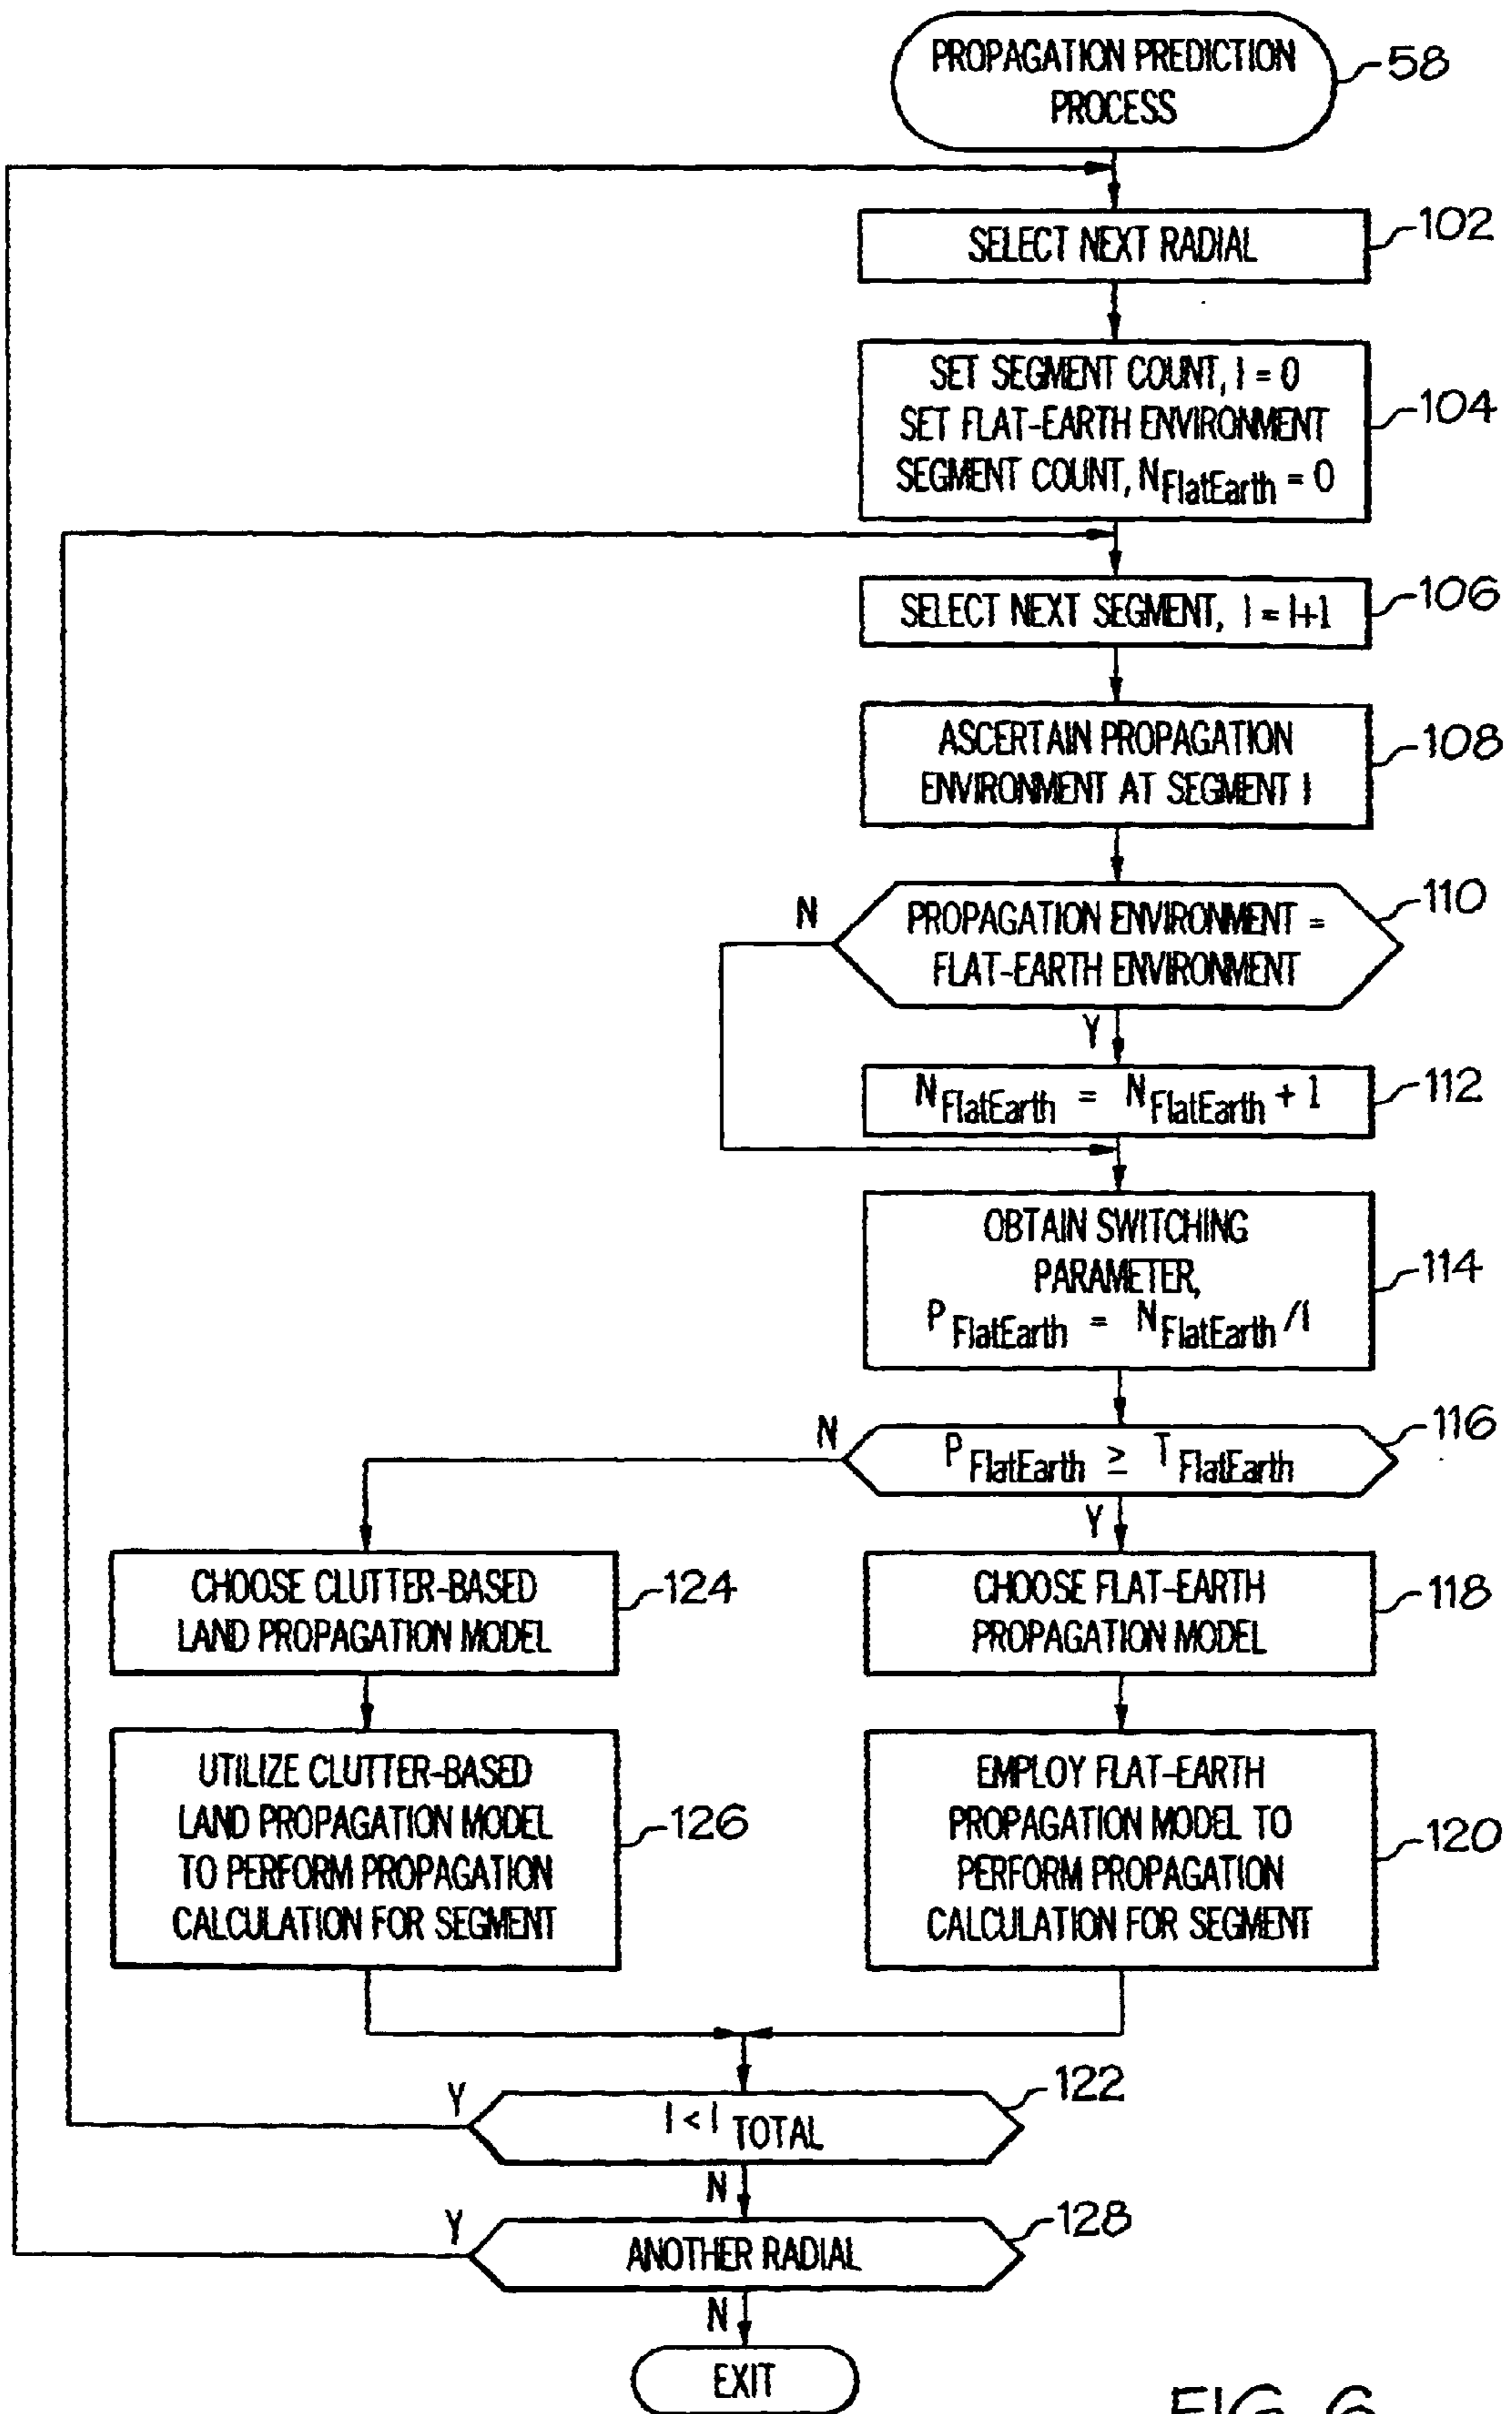 PROPAGATION PREDICTION
PROCESS
58
SELECT NEXT RADIAL
102
SET SEGMENT COUNT, I = 0
SET FLAT-EARTH ENVIRONMENT
SEGMENT COUNT, NFlatEarth = 0
104
SELECT NEXT SEGMENT, I = I+1
106
ASCERTAIN PROPAGATION
ENVIRONMENT AT SEGMENT I
108
N
PROPAGATION ENVIRONMENT =
FLAT-EARTH ENVIRONMENT
110
Y
NFlatEarth = NFlatEarth + 1
112
OBTAIN SWITCHING
PARAMETER,
PFlatEarth = NFlatEarth /I
114
N
PFlatEarth ≥ TFlatEarth
116
Y
CHOOSE CLUTTER-BASED
LAND PROPAGATION MODEL
124
CHOOSE FLAT-EARTH
PROPAGATION MODEL
118
UTILIZE CLUTTER-BASED
LAND PROPAGATION MODEL
TO PERFORM PROPAGATION
CALCULATION FOR SEGMENT
126
EMPLOY FLAT-EARTH
PROPAGATION MODEL TO
PERFORM PROPAGATION
CALCULATION FOR SEGMENT
120
Y
I < I TOTAL
122
N
Y
ANOTHER RADIAL
128
N
EXIT
FIG. 6